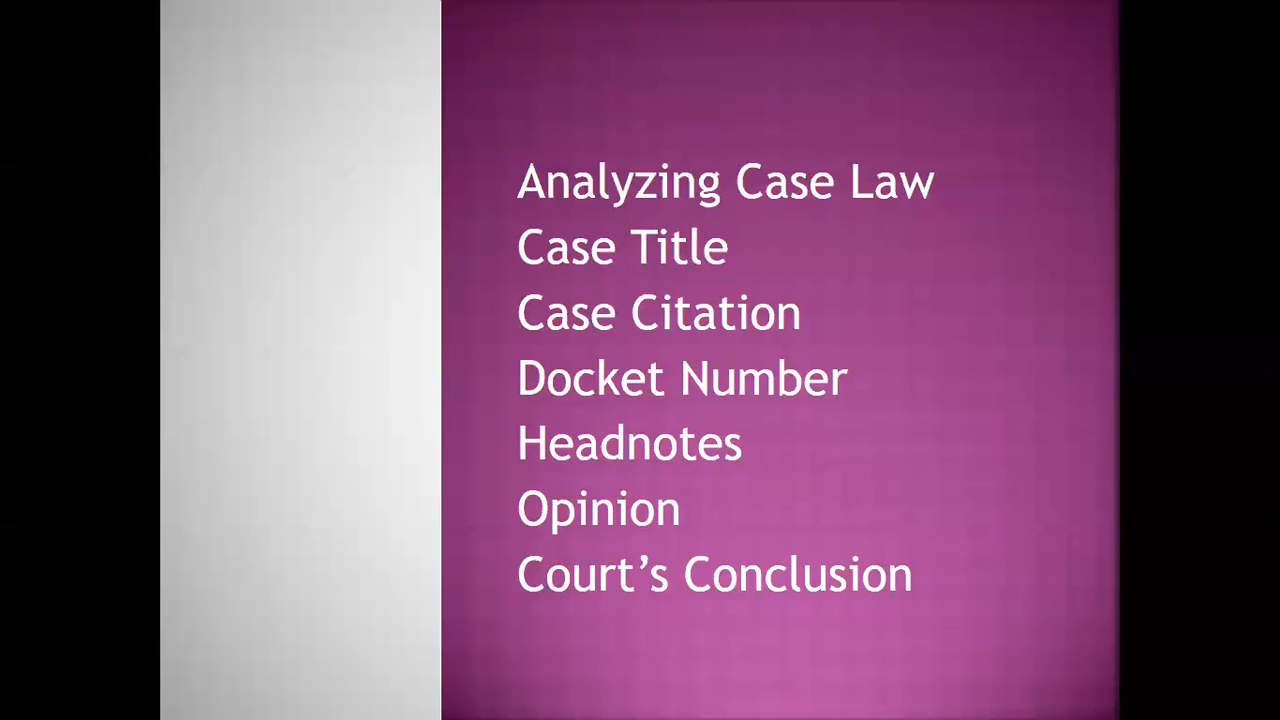 Analyzing Case Law
Case Title
Case Citation
Docket Number
Headnotes
Opinion
Court’s Conclusion